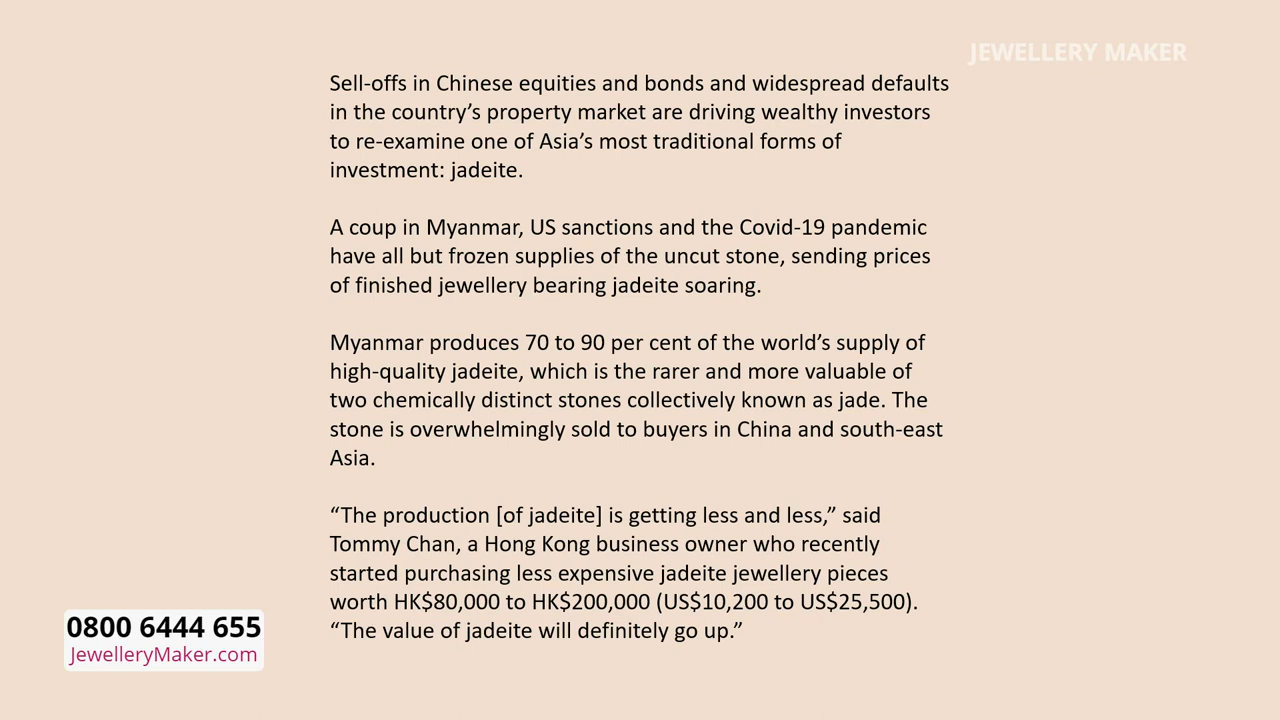 JEWELLERY MAKER
Sell-offs in Chinese equities and bonds and widespread defaults
in the country’s property market are driving wealthy investors
to re-examine one of Asia’s most traditional forms of
investment: jadeite.
A coup in Myanmar, US sanctions and the Covid-19 pandemic
have all but frozen supplies of the uncut stone, sending prices
of finished jewellery bearing jadeite soaring.
Myanmar produces 70 to 90 per cent of the world’s supply of
high-quality jadeite, which is the rarer and more valuable of
two chemically distinct stones collectively known as jade. The
stone is overwhelmingly sold to buyers in China and south-east
Asia.
“The production [of jadeite] is getting less and less,” said
Tommy Chan, a Hong Kong business owner who recently
started purchasing less expensive jadeite jewellery pieces
worth HK$80,000 to HK$200,000 (US$10,200 to US$25,500).
“The value of jadeite will definitely go up.”
0800 6444 655
JewelleryMaker.com